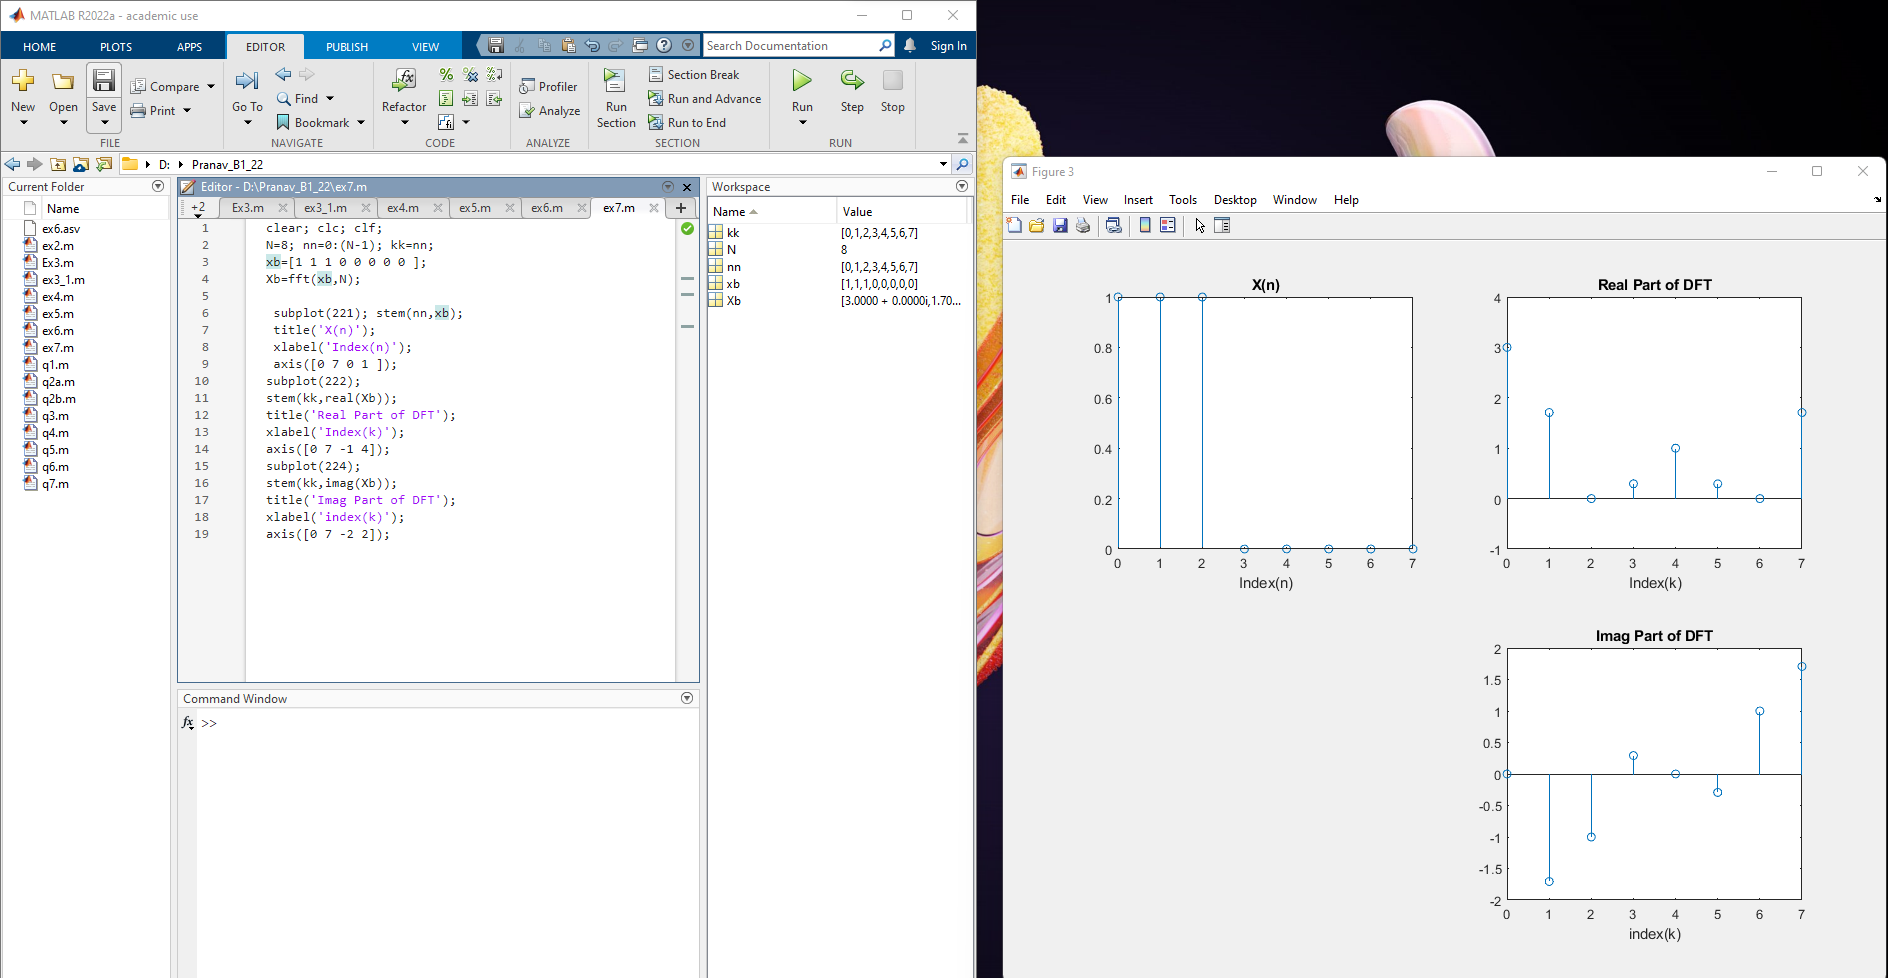 MATLAB R2022a - academic use
HOME PLOTS APPS EDITOR PUBLISH VIEW Search Documentation Sign In
New Open Save Compare Print
FILE
Go To Find Bookmark
NAVIGATE
Refactor fx
CODE
Profiler
Analyze
ANALYZE
Run Section
Section Break
Run and Advance
Run to End
SECTION
Run Step Stop
RUN
D: Pranav_B1_22
Current Folder
Name
ex6.asv
ex2.m
Ex3.m
ex3_1.m
ex4.m
ex5.m
ex6.m
ex7.m
q1.m
q2a.m
q2b.m
q3.m
q4.m
q5.m
q6.m
q7.m
Editor - D:\Pranav_B1_22\ex7.m
+2 Ex3.m ex3_1.m ex4.m ex5.m ex6.m ex7.m +
1 clear; clc; clf;
2 N=8; nn=0:(N-1); kk=nn;
3 xb=[1 1 1 0 0 0 0 0 ];
4 Xb=fft(xb,N);
5
6 subplot(221); stem(nn,xb);
7 title('X(n)');
8 xlabel('Index(n)');
9 axis([0 7 0 1 ]);
10 subplot(222);
11 stem(kk,real(Xb));
12 title('Real Part of DFT');
13 xlabel('Index(k)');
14 axis([0 7 -1 4]);
15 subplot(224);
16 stem(kk,imag(Xb));
17 title('Imag Part of DFT');
18 xlabel('index(k)');
19 axis([0 7 -2 2]);
Command Window
fx >>
Workspace
Name Value
kk [0,1,2,3,4,5,6,7]
N 8
nn [0,1,2,3,4,5,6,7]
xb [1,1,1,0,0,0,0,0]
Xb [3.0000 + 0.0000i,1.70...
Figure 3
File Edit View Insert Tools Desktop Window Help
X(n)
1
0.8
0.6
0.4
0.2
0
0 1 2 3 4 5 6 7
Index(n)
Real Part of DFT
4
3
2
1
0
-1
0 1 2 3 4 5 6 7
Index(k)
Imag Part of DFT
2
1.5
1
0.5
0
-0.5
-1
-1.5
-2
0 1 2 3 4 5 6 7
index(k)